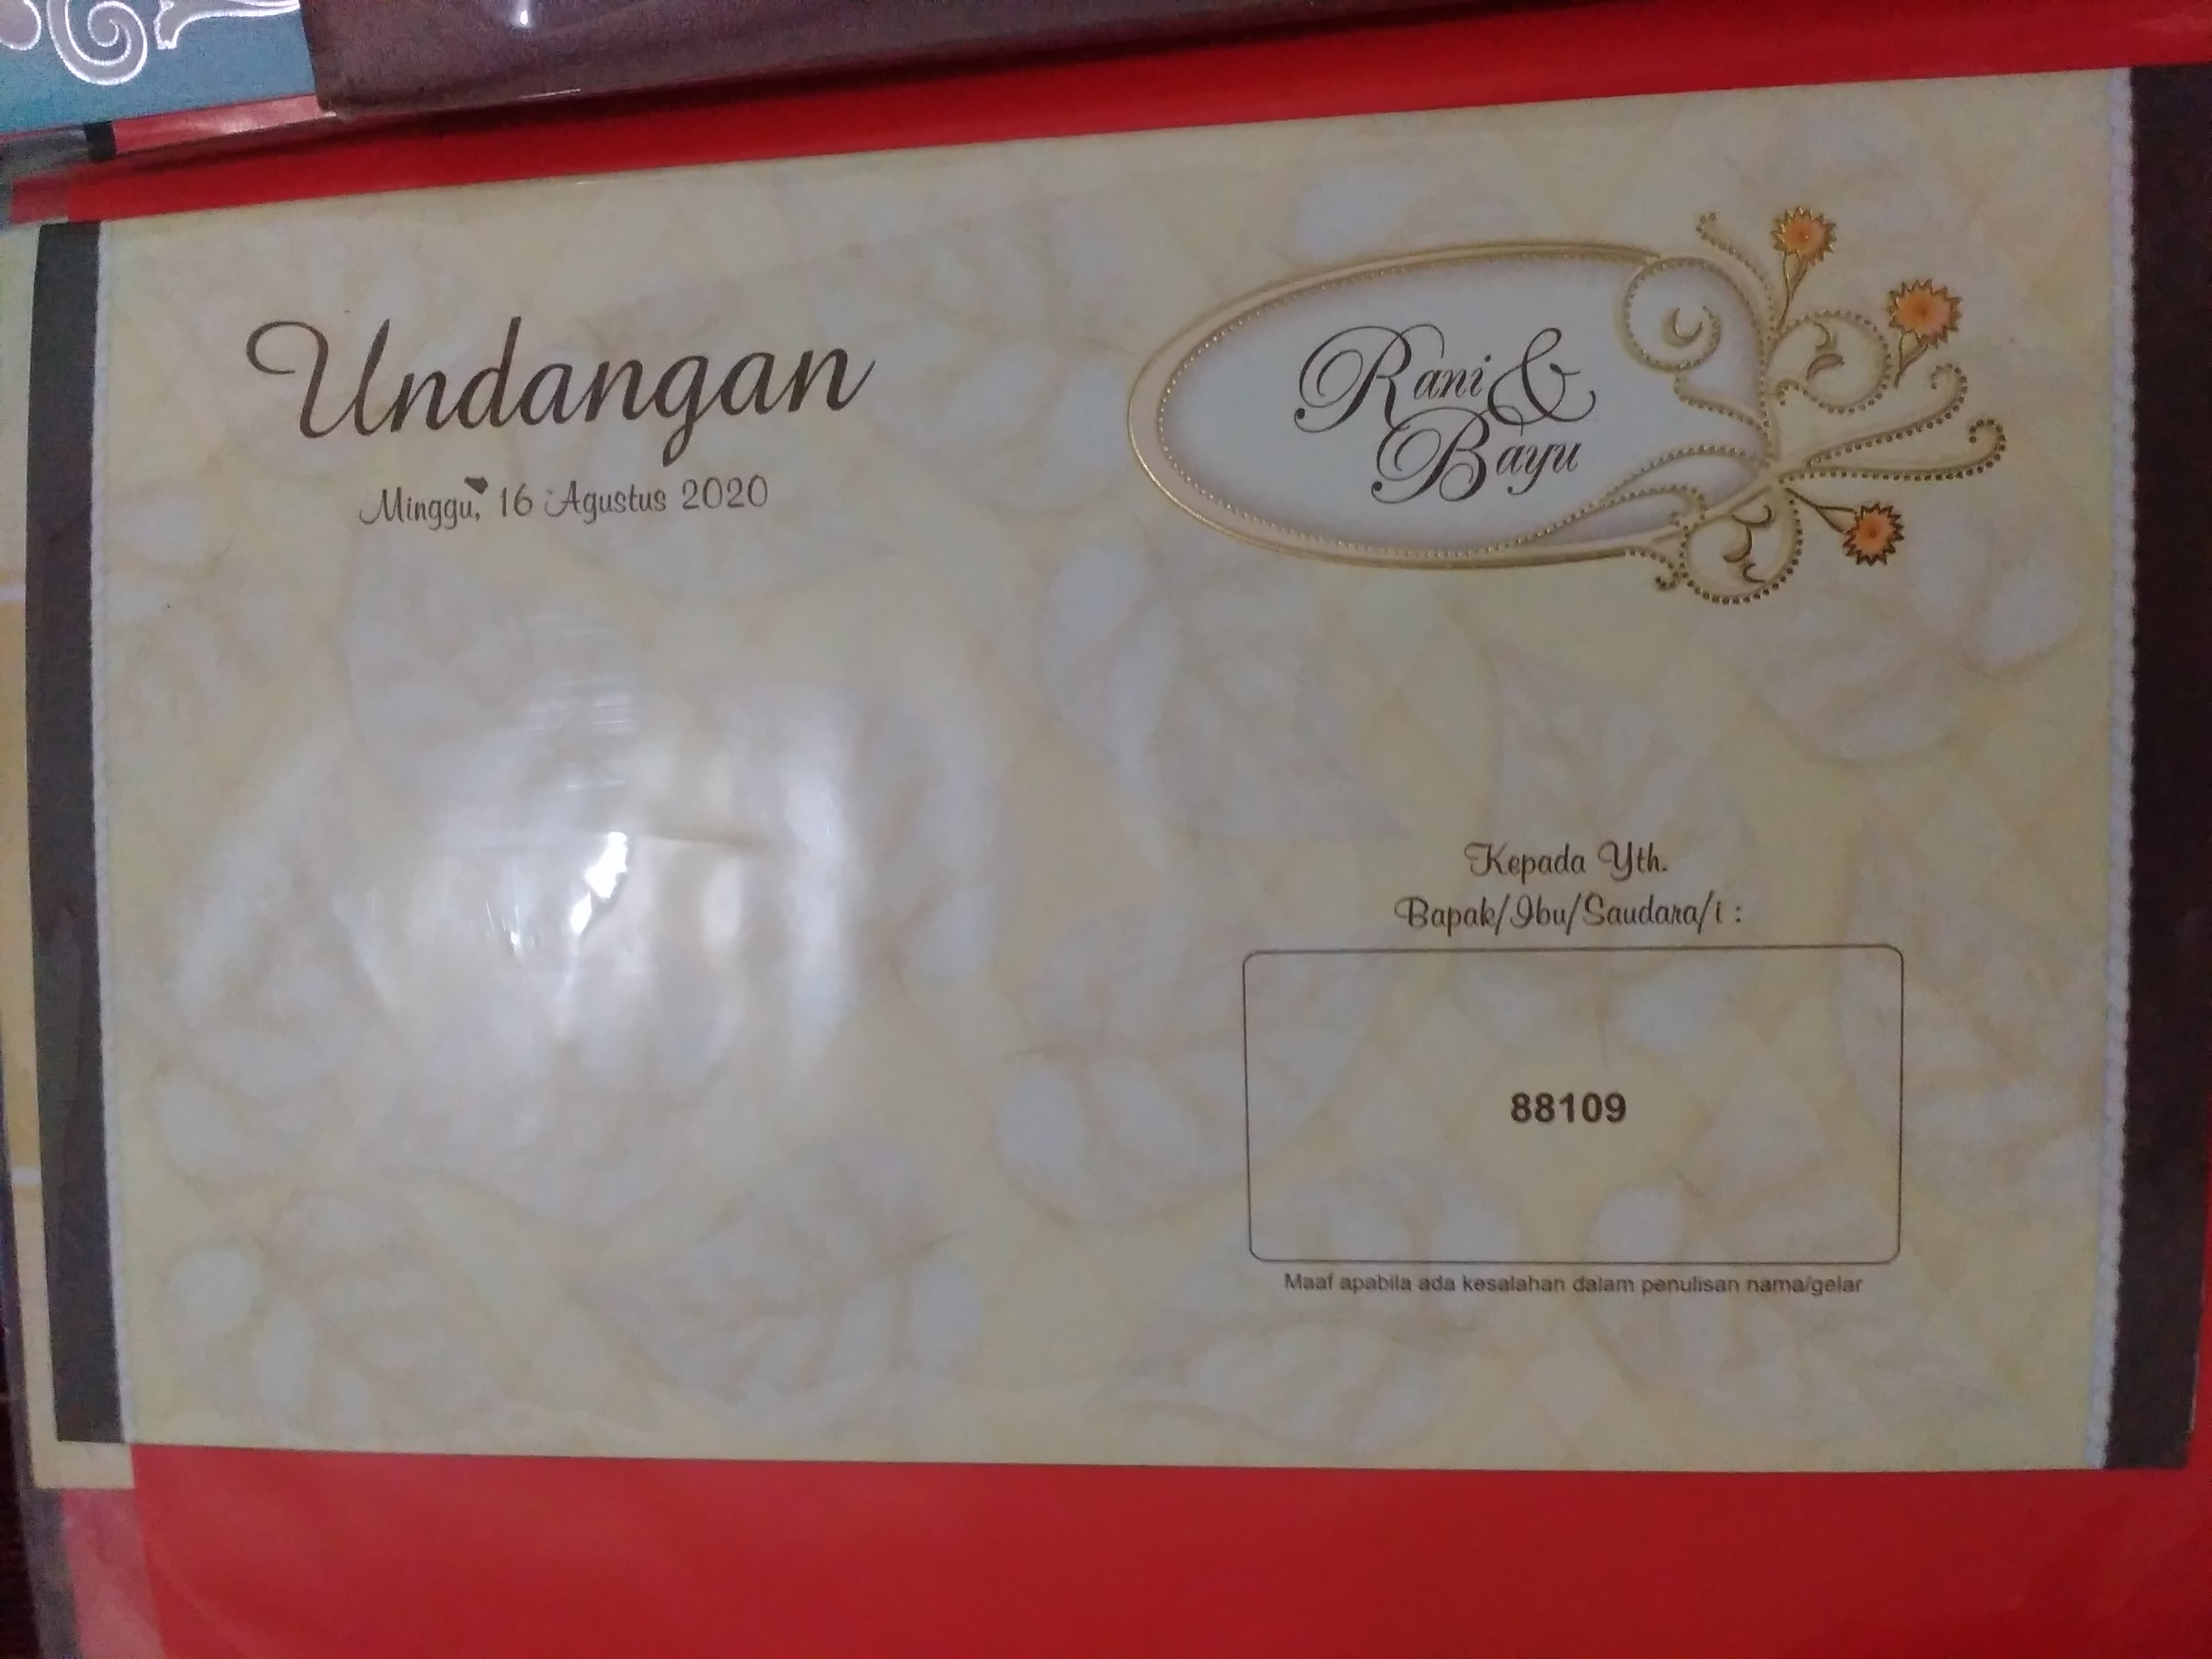 Undangan
Minggu, 16 Agustus 2020
Rani &
Bayu
Kepada Yth.
Bapak/Ibu/Saudara/i :
88109
Maaf apabila ada kesalahan dalam penulisan nama/gelar